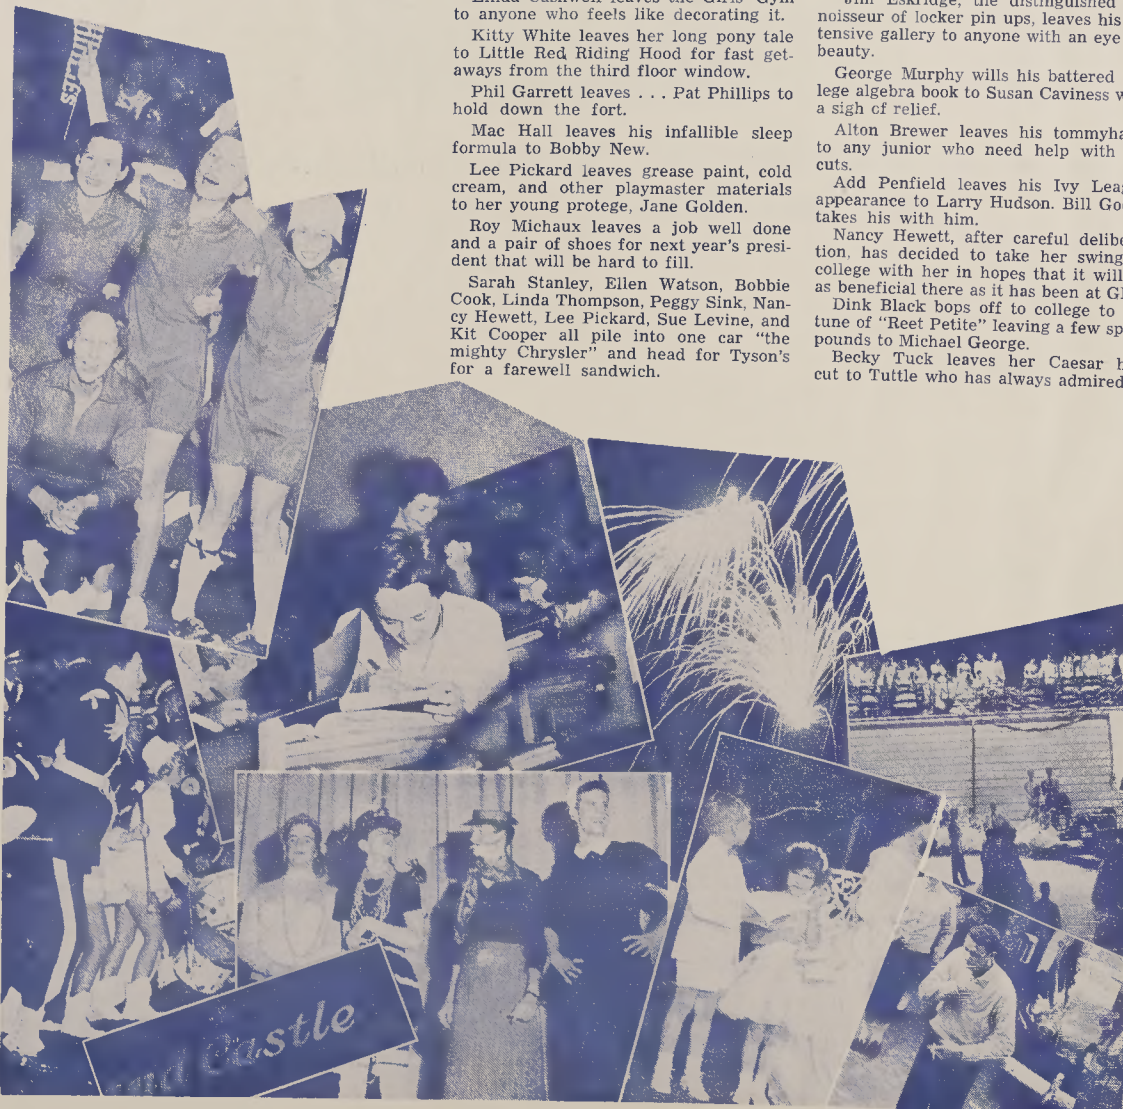 to anyone who feels like decorating it.
Kitty White leaves her long pony tale
to Little Red Riding Hood for fast get-
aways from the third floor window.
Phil Garrett leaves . . . Pat Phillips to
hold down the fort.
Mac Hall leaves his infallible sleep
formula to Bobby New.
Lee Pickard leaves grease paint, cold
cream, and other playmaster materials
to her young protege, Jane Golden.
Roy Michaux leaves a job well done
and a pair of shoes for next year's presi-
dent that will be hard to fill.
Sarah Stanley, Ellen Watson, Bobbie
Cook, Linda Thompson, Peggy Sink, Nan-
cy Hewett, Lee Pickard, Sue Levine, and
Kit Cooper all pile into one car "the
mighty Chrysler" and head for Tyson's
for a farewell sandwich.
Jim Eskridge, the distinguished
noisseur of locker pin ups, leaves his
tensive gallery to anyone with an eye
beauty.
George Murphy wills his battered
lege algebra book to Susan Caviness w
a sigh of relief.
Alton Brewer leaves his tommyha
to any junior who need help with
cuts.
Add Penfield leaves his Ivy Leag
appearance to Larry Hudson. Bill Go
takes his with him.
Nancy Hewett, after careful delibe
tion, has decided to take her swing
college with her in hopes that it will
as beneficial there as it has been at G
Dink Black bops off to college to
tune of "Reet Petite" leaving a few sp
pounds to Michael George.
Becky Tuck leaves her Caesar h
cut to Tuttle who has always admired
astle